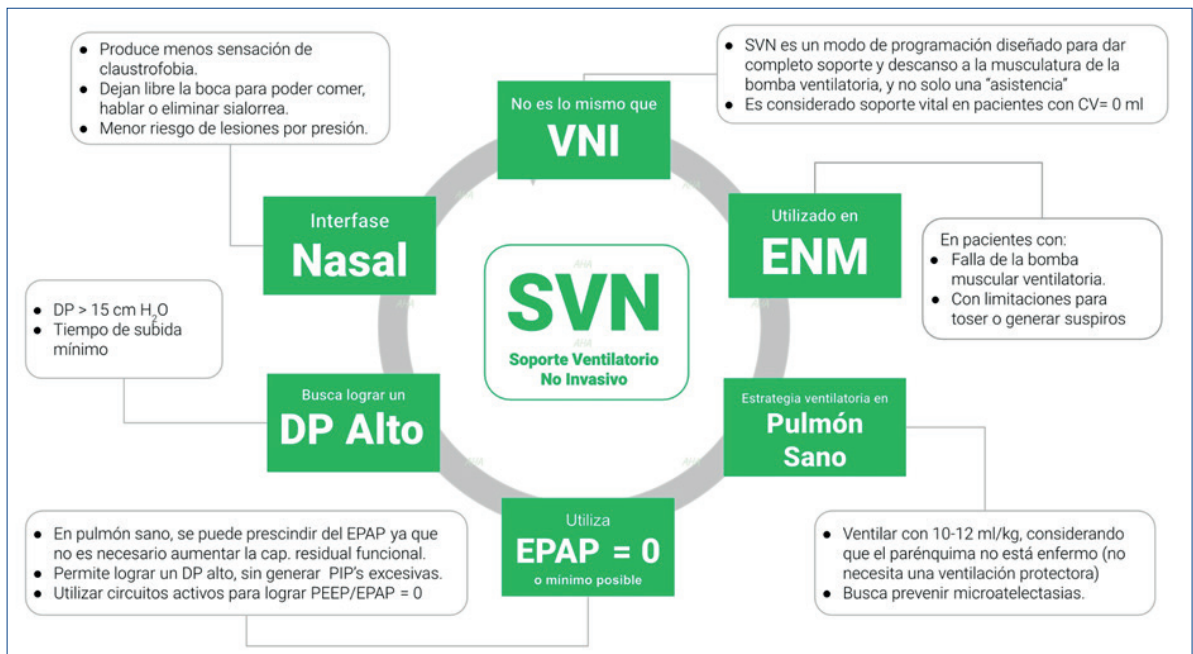 ● Produce menos sensación de
claustrofobia.
● Dejan libre la boca para poder comer,
hablar o eliminar sialorrea.
● Menor riesgo de lesiones por presión.
No es lo mismo que
VNI
● SVN es un modo de programación diseñado para dar
completo soporte y descanso a la musculatura de la
bomba ventilatoria, y no solo una “asistencia”
● Es considerado soporte vital en pacientes con CV= 0 ml
Interfase
Nasal
Utilizado en
ENM
En pacientes con:
● Falla de la bomba
muscular ventilatoria.
● Con limitaciones para
toser o generar suspiros
SVN
Soporte Ventilatorio
No Invasivo
● DP > 15 cm H₂O
● Tiempo de subida
mínimo
Busca lograr un
DP Alto
Estrategia ventilatoria en
Pulmón
Sano
Utiliza
EPAP = 0
o mínimo posible
● En pulmón sano, se puede prescindir del EPAP ya que
no es necesario aumentar la cap. residual funcional.
● Permite lograr un DP alto, sin generar PIP's excesivas.
● Utilizar circuitos activos para lograr PEEP/EPAP = 0
● Ventilar con 10-12 ml/kg, considerando
que el parénquima no está enfermo (no
necesita una ventilación protectora)
● Busca prevenir microatelectasias.
AHA
AHA
AHA
AHA
AHA
AHA
AHA